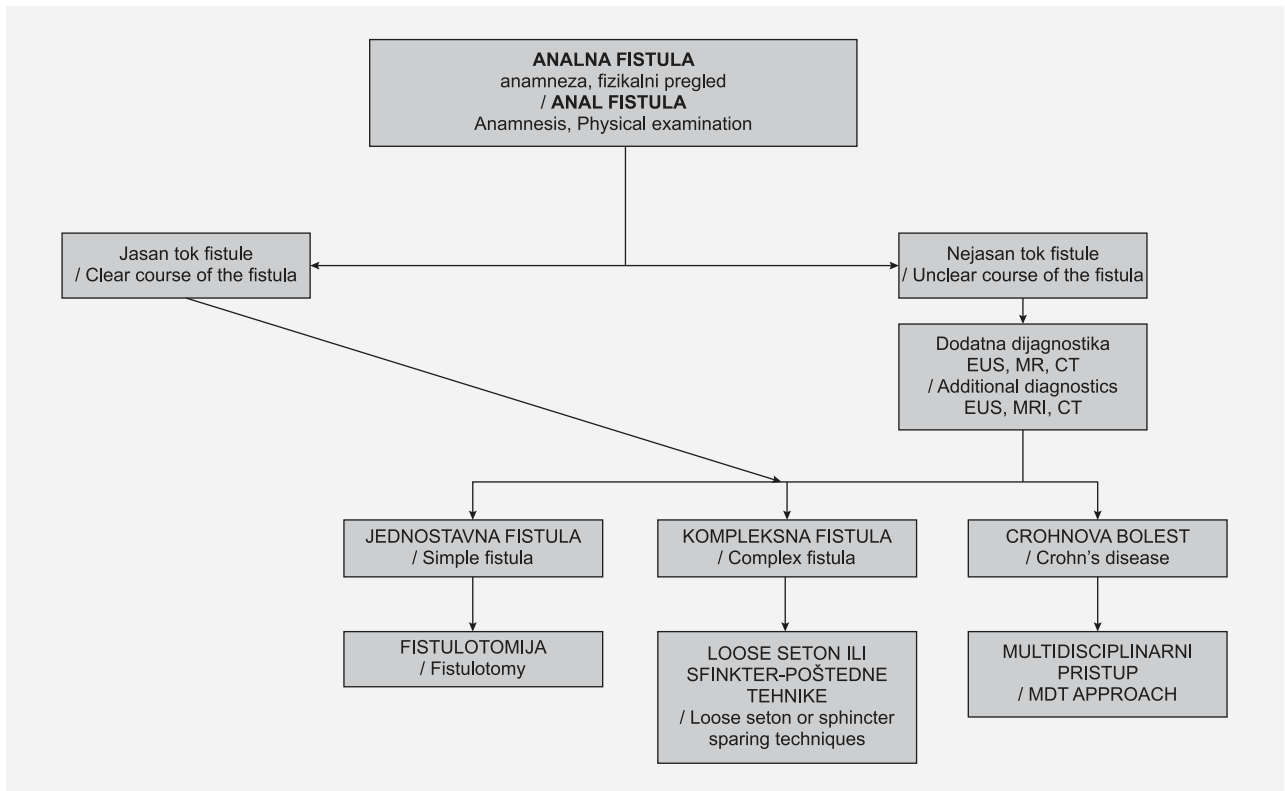 ANALNA FISTULA
anamneza, fizikalni pregled
/ ANAL FISTULA
Anamnesis, Physical examination
Jasan tok fistule
/ Clear course of the fistula
Nejasan tok fistule
/ Unclear course of the fistula
Dodatna dijagnostika
EUS, MR, CT
/ Additional diagnostics
EUS, MRI, CT
JEDNOSTAVNA FISTULA
/ Simple fistula
KOMPLEKSNA FISTULA
/ Complex fistula
CROHNOVA BOLEST
/ Crohn's disease
FISTULOTOMIJA
/ Fistulotomy
LOOSE SETON ILI
SFINKTER-POŠTEDNE
TEHNIKE
/ Loose seton or sphincter
sparing techniques
MULTIDISCIPLINARNI
PRISTUP
/ MDT APPROACH